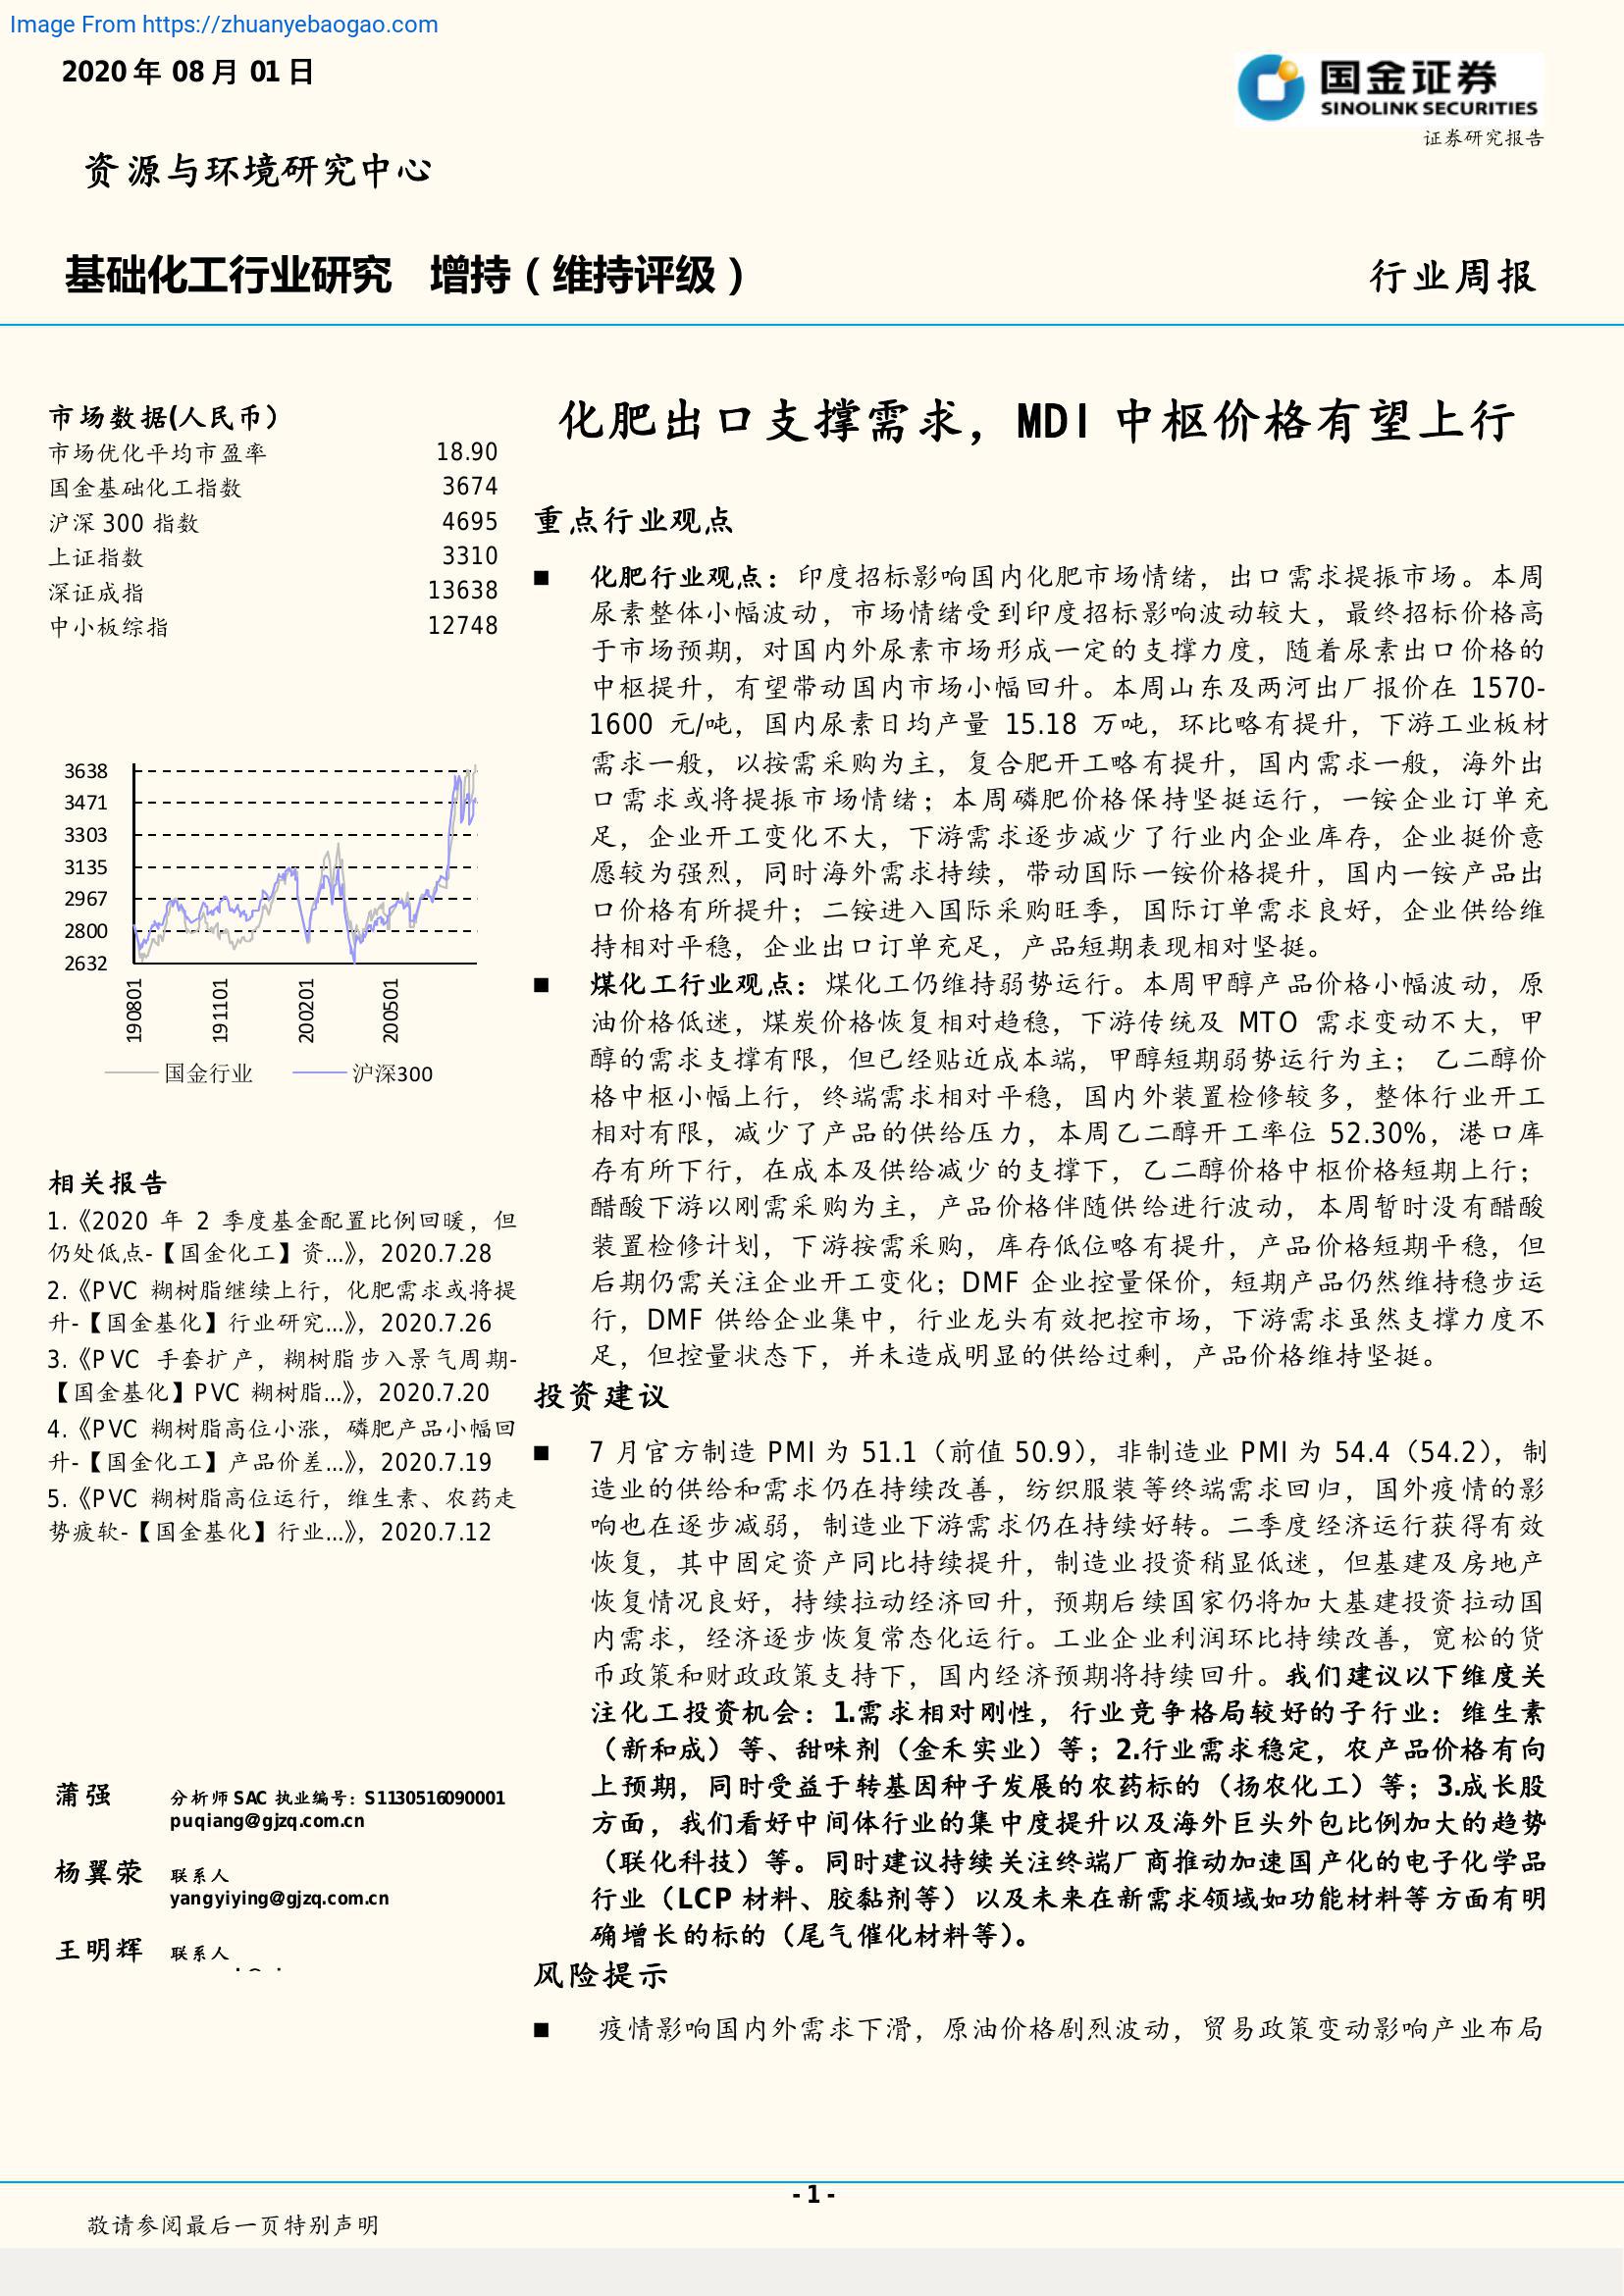 Image From https://zhuanyebaogao.com
2020 年 08 月 01 日
国金证券
SINOLINK SECURITIES
证券研究报告
资源与环境研究中心
基础化工行业研究 增持（维持评级）
行业周报
市场数据(人民币）
市场优化平均市盈率 18.90
国金基础化工指数 3674
沪深 300 指数 4695
上证指数 3310
深证成指 13638
中小板综指 12748
3638
3471
3303
3135
2967
2800
2632
190801
191101
200201
200501
国金行业 沪深300
相关报告
1.《2020 年 2 季度基金配置比例回暖，但
仍处低点-【国金化工】资...》，2020.7.28
2.《PVC 糊树脂继续上行，化肥需求或将提
升-【国金基化】行业研究...》，2020.7.26
3.《PVC 手套扩产，糊树脂步入景气周期-
【国金基化】PVC 糊树脂...》，2020.7.20
4.《PVC 糊树脂高位小涨，磷肥产品小幅回
升-【国金化工】产品价差...》，2020.7.19
5.《PVC 糊树脂高位运行，维生素、农药走
势疲软-【国金基化】行业...》，2020.7.12
蒲强 分析师 SAC 执业编号：S1130516090001
puqiang@gjzq.com.cn
杨翼荥 联系人
yangyiying@gjzq.com.cn
王明辉 联系人
化肥出口支撑需求，MDI 中枢价格有望上行
重点行业观点
■ 化肥行业观点：印度招标影响国内化肥市场情绪，出口需求提振市场。本周
尿素整体小幅波动，市场情绪受到印度招标影响波动较大，最终招标价格高
于市场预期，对国内外尿素市场形成一定的支撑力度，随着尿素出口价格的
中枢提升，有望带动国内市场小幅回升。本周山东及两河出厂报价在 1570-
1600 元/吨，国内尿素日均产量 15.18 万吨，环比略有提升，下游工业板材
需求一般，以按需采购为主，复合肥开工略有提升，国内需求一般，海外出
口需求或将提振市场情绪；本周磷肥价格保持坚挺运行，一铵企业订单充
足，企业开工变化不大，下游需求逐步减少了行业内企业库存，企业挺价意
愿较为强烈，同时海外需求持续，带动国际一铵价格提升，国内一铵产品出
口价格有所提升；二铵进入国际采购旺季，国际订单需求良好，企业供给维
持相对平稳，企业出口订单充足，产品短期表现相对坚挺。
■ 煤化工行业观点：煤化工仍维持弱势运行。本周甲醇产品价格小幅波动，原
油价格低迷，煤炭价格恢复相对趋稳，下游传统及 MTO 需求变动不大，甲
醇的需求支撑有限，但已经贴近成本端，甲醇短期弱势运行为主； 乙二醇价
格中枢小幅上行，终端需求相对平稳，国内外装置检修较多，整体行业开工
相对有限，减少了产品的供给压力，本周乙二醇开工率位 52.30%，港口库
存有所下行，在成本及供给减少的支撑下，乙二醇价格中枢价格短期上行；
醋酸下游以刚需采购为主，产品价格伴随供给进行波动，本周暂时没有醋酸
装置检修计划，下游按需采购，库存低位略有提升，产品价格短期平稳，但
后期仍需关注企业开工变化；DMF 企业控量保价，短期产品仍然维持稳步运
行，DMF 供给企业集中，行业龙头有效把控市场，下游需求虽然支撑力度不
足，但控量状态下，并未造成明显的供给过剩，产品价格维持坚挺。
投资建议
■ 7 月官方制造 PMI 为 51.1（前值 50.9），非制造业 PMI 为 54.4（54.2），制
造业的供给和需求仍在持续改善，纺织服装等终端需求回归，国外疫情的影
响也在逐步减弱，制造业下游需求仍在持续好转。二季度经济运行获得有效
恢复，其中固定资产同比持续提升，制造业投资稍显低迷，但基建及房地产
恢复情况良好，持续拉动经济回升，预期后续国家仍将加大基建投资拉动国
内需求，经济逐步恢复常态化运行。工业企业利润环比持续改善，宽松的货
币政策和财政政策支持下，国内经济预期将持续回升。我们建议以下维度关
注化工投资机会：1.需求相对刚性，行业竞争格局较好的子行业：维生素
（新和成）等、甜味剂（金禾实业）等；2.行业需求稳定，农产品价格有向
上预期，同时受益于转基因种子发展的农药标的（扬农化工）等；3.成长股
方面，我们看好中间体行业的集中度提升以及海外巨头外包比例加大的趋势
（联化科技）等。同时建议持续关注终端厂商推动加速国产化的电子化学品
行业（LCP 材料、胶黏剂等）以及未来在新需求领域如功能材料等方面有明
确增长的标的（尾气催化材料等）。
风险提示
■ 疫情影响国内外需求下滑，原油价格剧烈波动，贸易政策变动影响产业布局
- 1 -
敬请参阅最后一页特别声明